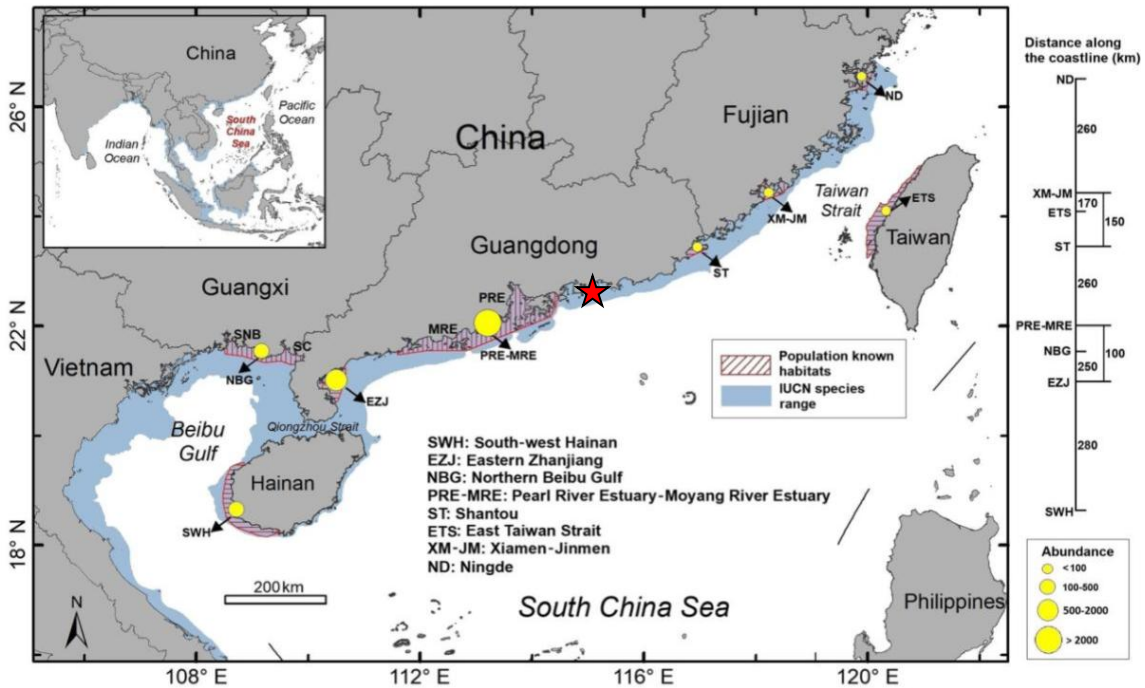 China
Pacific
Ocean
South
China
Sea
Indian
Ocean
26° N
22° N
18° N
108° E
112° E
116° E
120° E
China
Fujian
ND
Taiwan
Strait
XM-JM
ETS
Taiwan
Guangdong
ST
Guangxi
PRE
MRE
PRE-MRE
SNB
SC
NBG
Vietnam
EZJ
Qiongzhou Strait
Beibu
Gulf
Hainan
SWH
200km
N
Population known
habitats
IUCN species
range
SWH: South-west Hainan
EZJ: Eastern Zhanjiang
NBG: Northern Beibu Gulf
PRE-MRE: Pearl River Estuary-Moyang River Estuary
ST: Shantou
ETS: East Taiwan Strait
XM-JM: Xiamen-Jinmen
ND: Ningde
South China Sea
Philippines
Distance along
the coastline (km)
ND
260
XM-JM
170
ETS
150
ST
260
PRE-MRE
100
NBG
250
EZJ
280
SWH
Abundance
<100
100-500
500-2000
> 2000